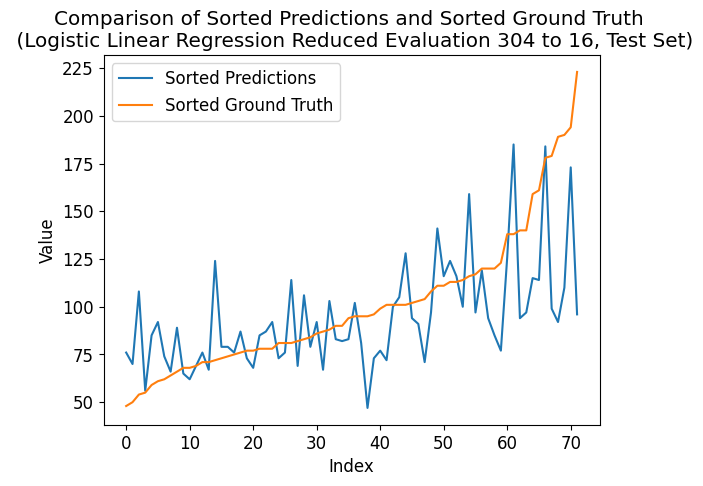 Comparison of Sorted Predictions and Sorted Ground Truth
(Logistic Linear Regression Reduced Evaluation 304 to 16, Test Set)
Sorted Predictions
Sorted Ground Truth
225
200
175
150
125
100
75
50
Value
0 10 20 30 40 50 60 70
Index